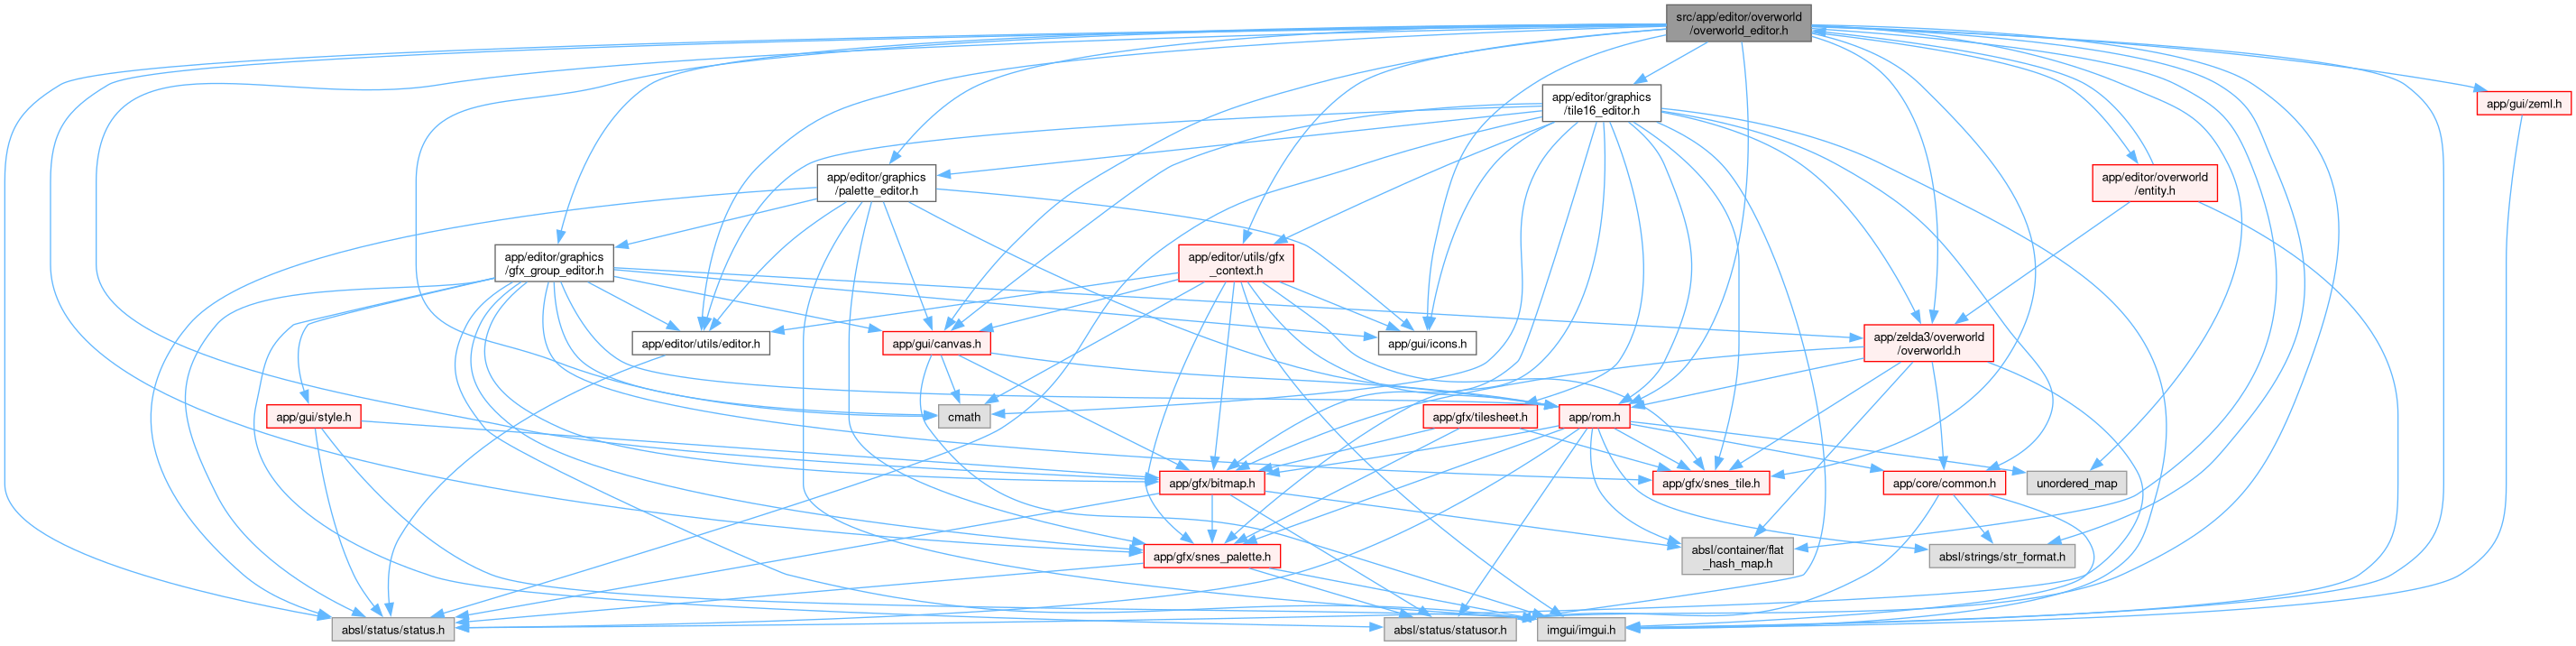 src/app/editor/overworld
/overworld_editor.h
app/editor/graphics
/tile16_editor.h
app/gui/zeml.h
app/editor/graphics
/palette_editor.h
app/editor/overworld
/entity.h
app/editor/graphics
/gfx_group_editor.h
app/editor/utils/gfx
_context.h
app/editor/utils/editor.h
app/gui/canvas.h
app/gui/icons.h
app/zelda3/overworld
/overworld.h
app/gui/style.h
cmath
app/gfx/tilesheet.h
app/rom.h
app/gfx/bitmap.h
app/gfx/snes_tile.h
app/core/common.h
unordered_map
app/gfx/snes_palette.h
absl/container/flat
_hash_map.h
absl/strings/str_format.h
absl/status/status.h
absl/status/statusor.h
imgui/imgui.h